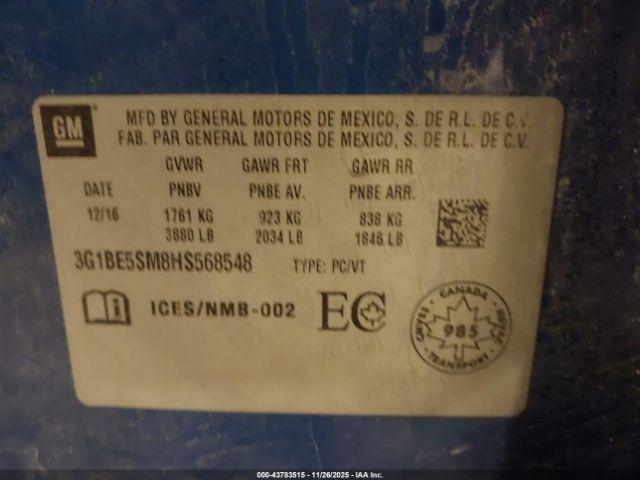 GM
MFD BY GENERAL MOTORS DE MEXICO, S. DE R.L. DE C.V.
FAB. PAR GENERAL MOTORS DE MEXICO, S. DE R.L. DE C.V.
GVWR GAWR FRT GAWR RR
DATE PNBV PNBE AV. PNBE ARR.
12/16 1761 KG 923 KG 838 KG
3880 LB 2034 LB 1846 LB
3G1BE5SM8HS568548 TYPE: PC/VT
ICES/NMB-002 EC
CANADA
985
TRANSPORT
000-43783515 - 11/26/2025 - IAA Inc.